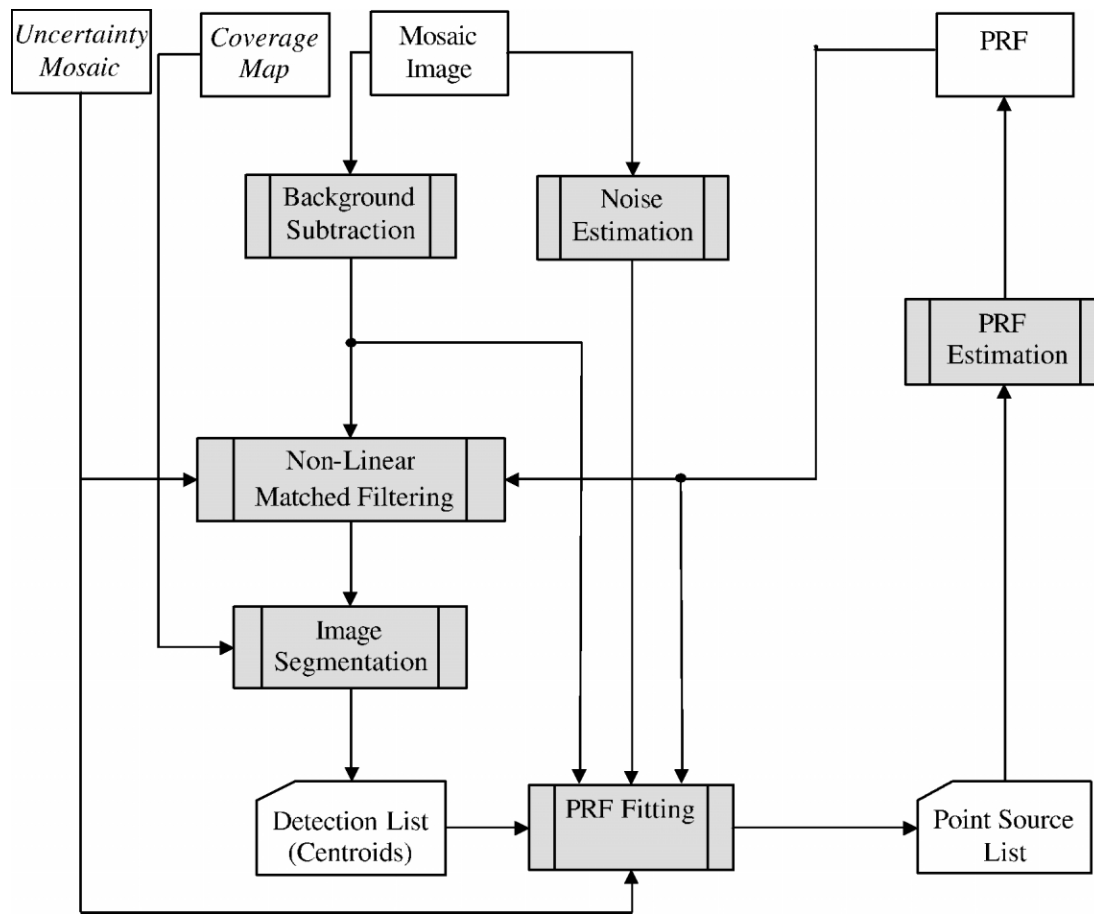 Uncertainty
Mosaic
Coverage
Map
Mosaic
Image
PRF
Background
Subtraction
Noise
Estimation
PRF
Estimation
Non-Linear
Matched Filtering
Image
Segmentation
Detection List
(Centroids)
PRF Fitting
Point Source
List